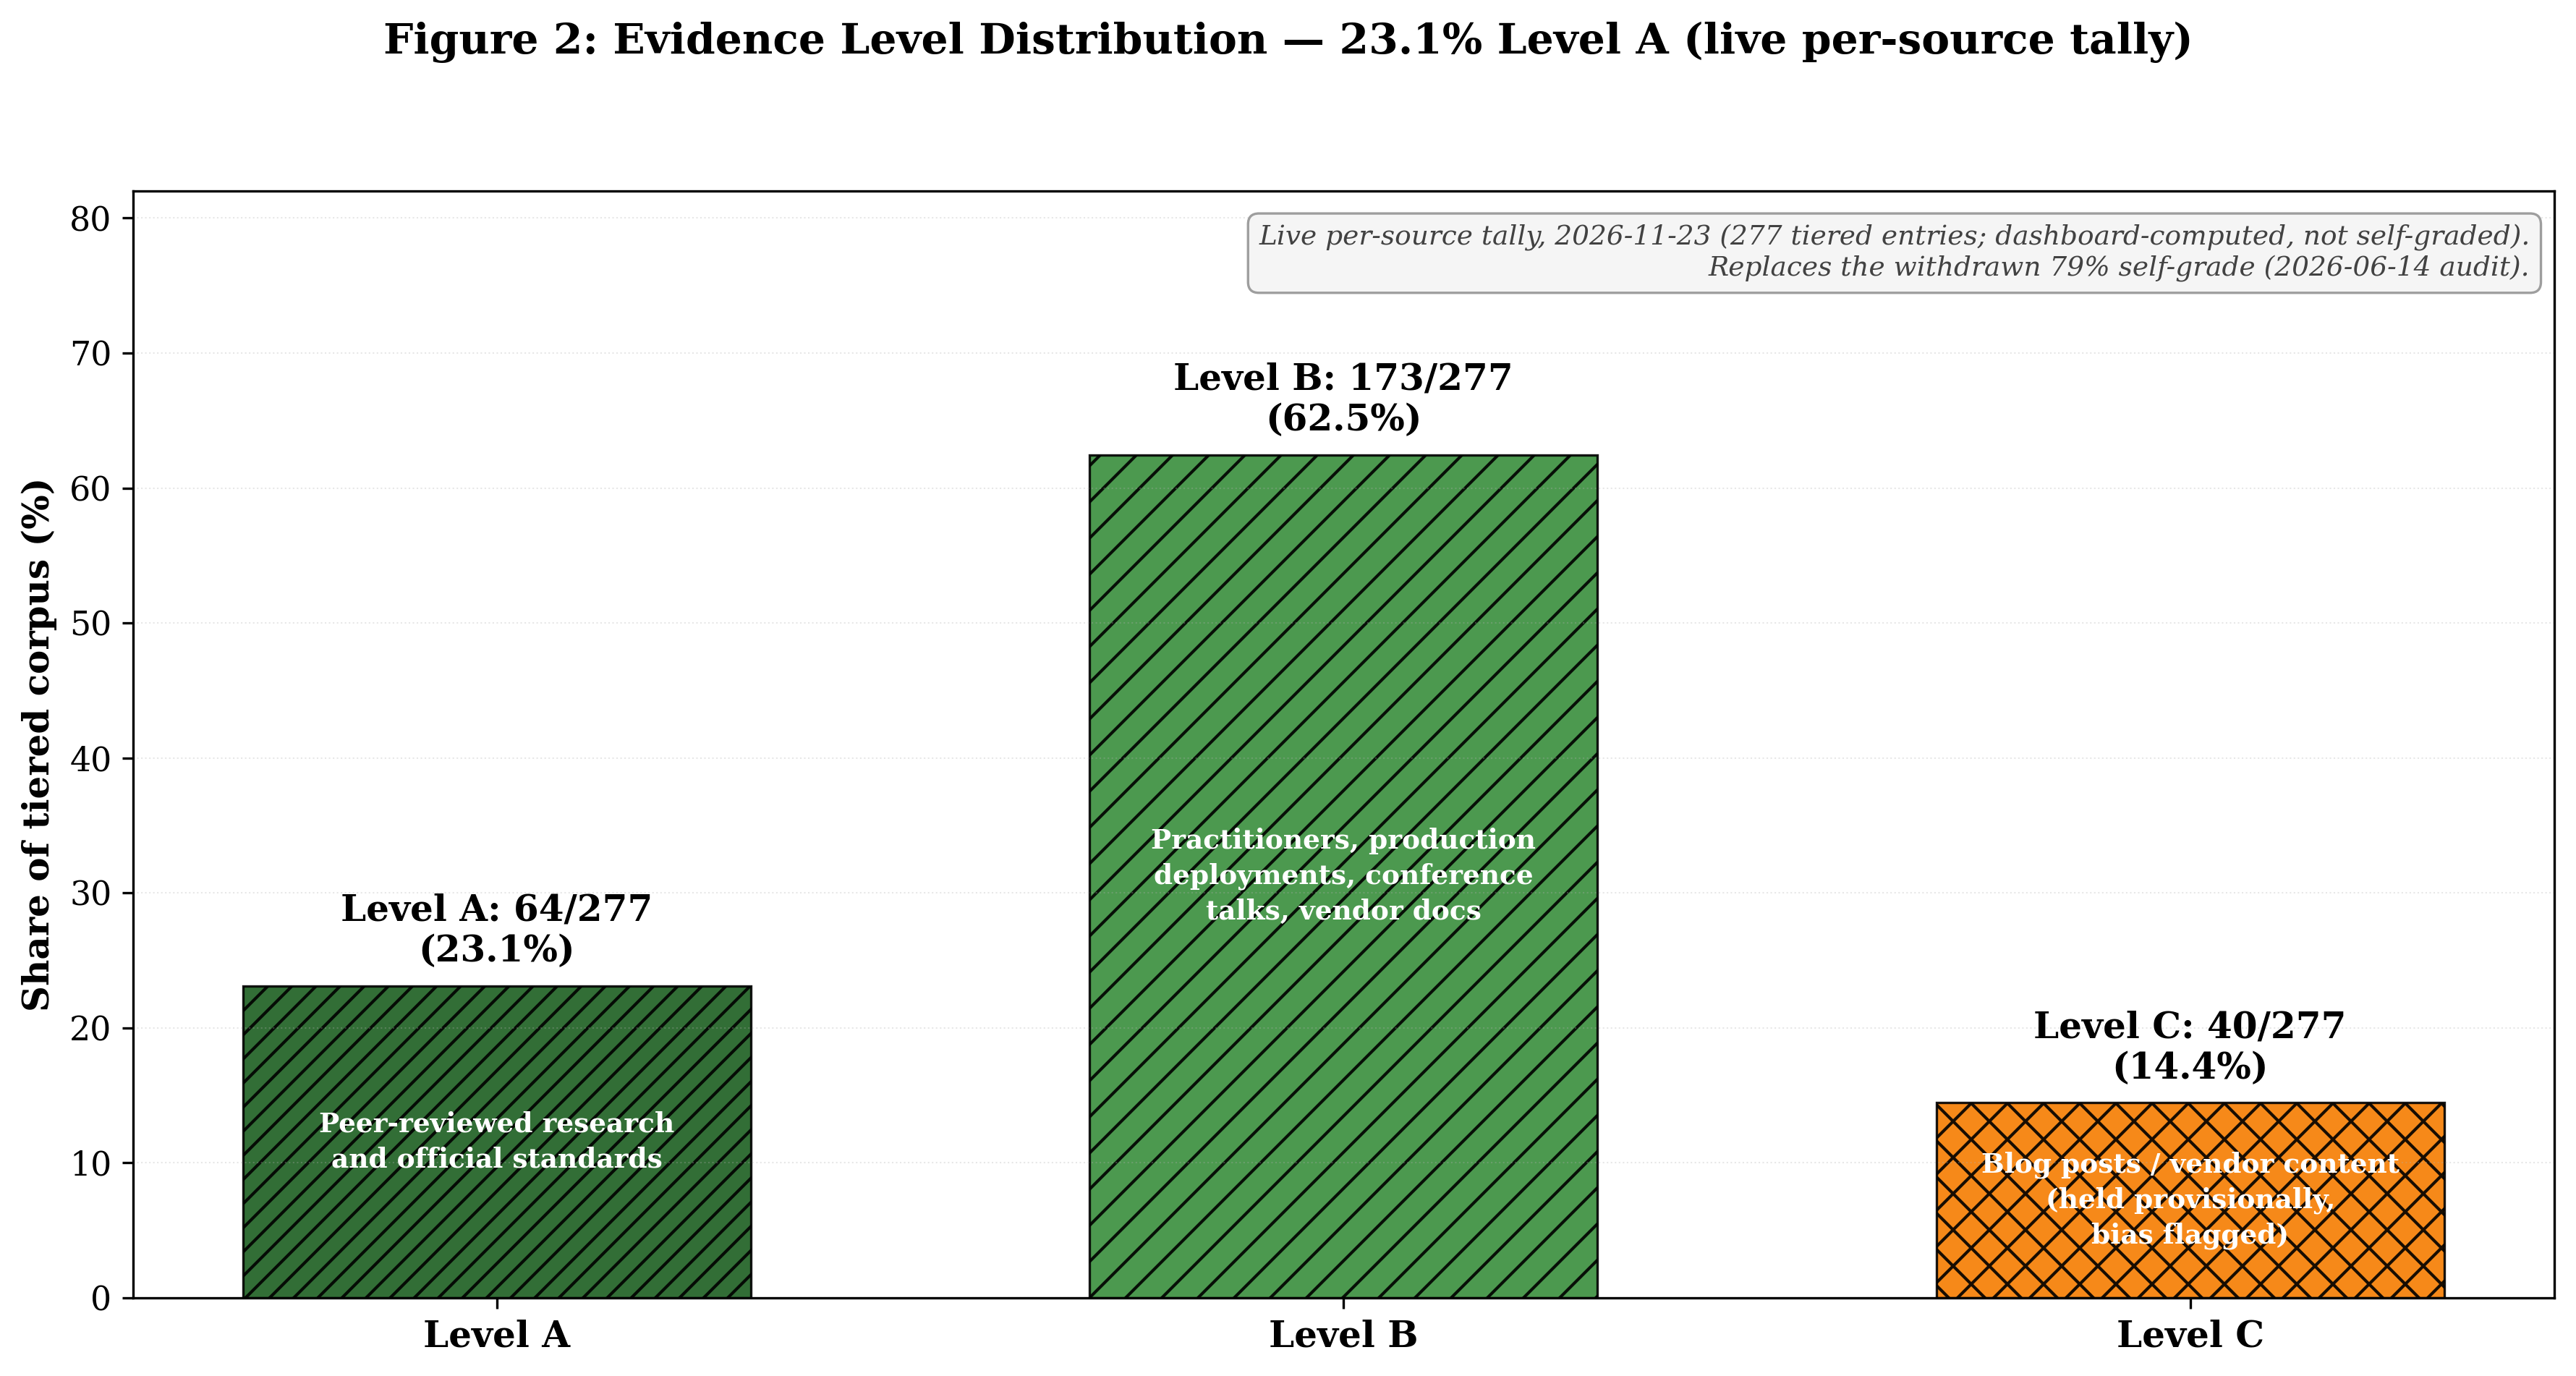 Figure 2: Evidence Level Distribution — 23.1% Level A (live per-source tally)
Share of tiered corpus (%)
80
70
60
50
40
30
20
10
0
Live per-source tally, 2026-11-23 (277 tiered entries; dashboard-computed, not self-graded).
Replaces the withdrawn 79% self-grade (2026-06-14 audit).
Level A: 64/277
(23.1%)
Peer-reviewed research
and official standards
Level B: 173/277
(62.5%)
Practitioners, production
deployments, conference
talks, vendor docs
Level C: 40/277
(14.4%)
Blog posts / vendor content
(held provisionally,
bias flagged)
Level A
Level B
Level C